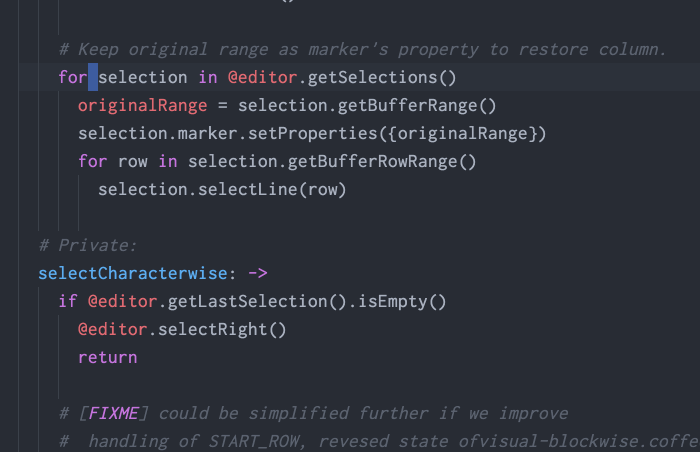 # Keep original range as marker's property to restore column.
for selection in @editor.getSelections()
originalRange = selection.getBufferRange()
selection.marker.setProperties({originalRange})
for row in selection.getBufferRowRange()
selection.selectLine(row)
# Private:
selectCharacterwise: ->
if @editor.getLastSelection().isEmpty()
@editor.selectRight()
return
# [FIXME] could be simplified further if we improve
# handling of START_ROW, revesed state ofvisual-blockwise.coffe